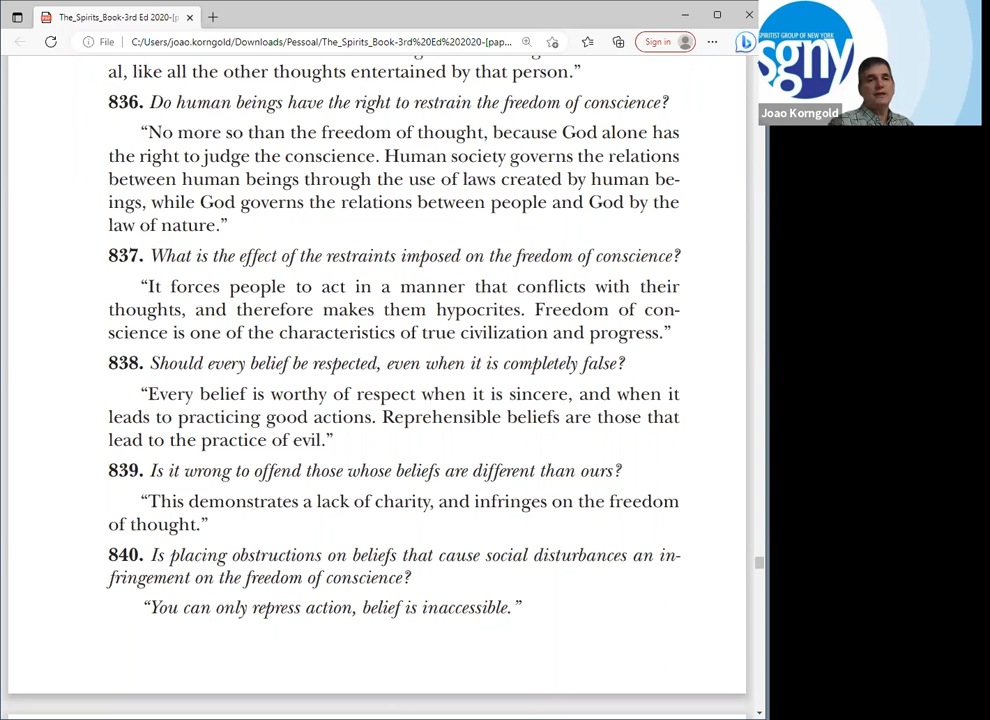 The_Spirits_Book-3rd Ed 2020-[p
File
C:/Users/joao.korngold/Downloads/Pessoal/The_Spirits_Book-3rd%20Ed%202020-[pap...
Sign in
SPIRITIST GROUP OF NEW YORK
sgny
Joao Korngold
al, like all the other thoughts entertained by that person.”
836. Do human beings have the right to restrain the freedom of conscience?
“No more so than the freedom of thought, because God alone has
the right to judge the conscience. Human society governs the relations
between human beings through the use of laws created by human be-
ings, while God governs the relations between people and God by the
law of nature.”
837. What is the effect of the restraints imposed on the freedom of conscience?
“It forces people to act in a manner that conflicts with their
thoughts, and therefore makes them hypocrites. Freedom of con-
science is one of the characteristics of true civilization and progress.”
838. Should every belief be respected, even when it is completely false?
“Every belief is worthy of respect when it is sincere, and when it
leads to practicing good actions. Reprehensible beliefs are those that
lead to the practice of evil.”
839. Is it wrong to offend those whose beliefs are different than ours?
“This demonstrates a lack of charity, and infringes on the freedom
of thought.”
840. Is placing obstructions on beliefs that cause social disturbances an in-
fringement on the freedom of conscience?
“You can only repress action, belief is inaccessible.”